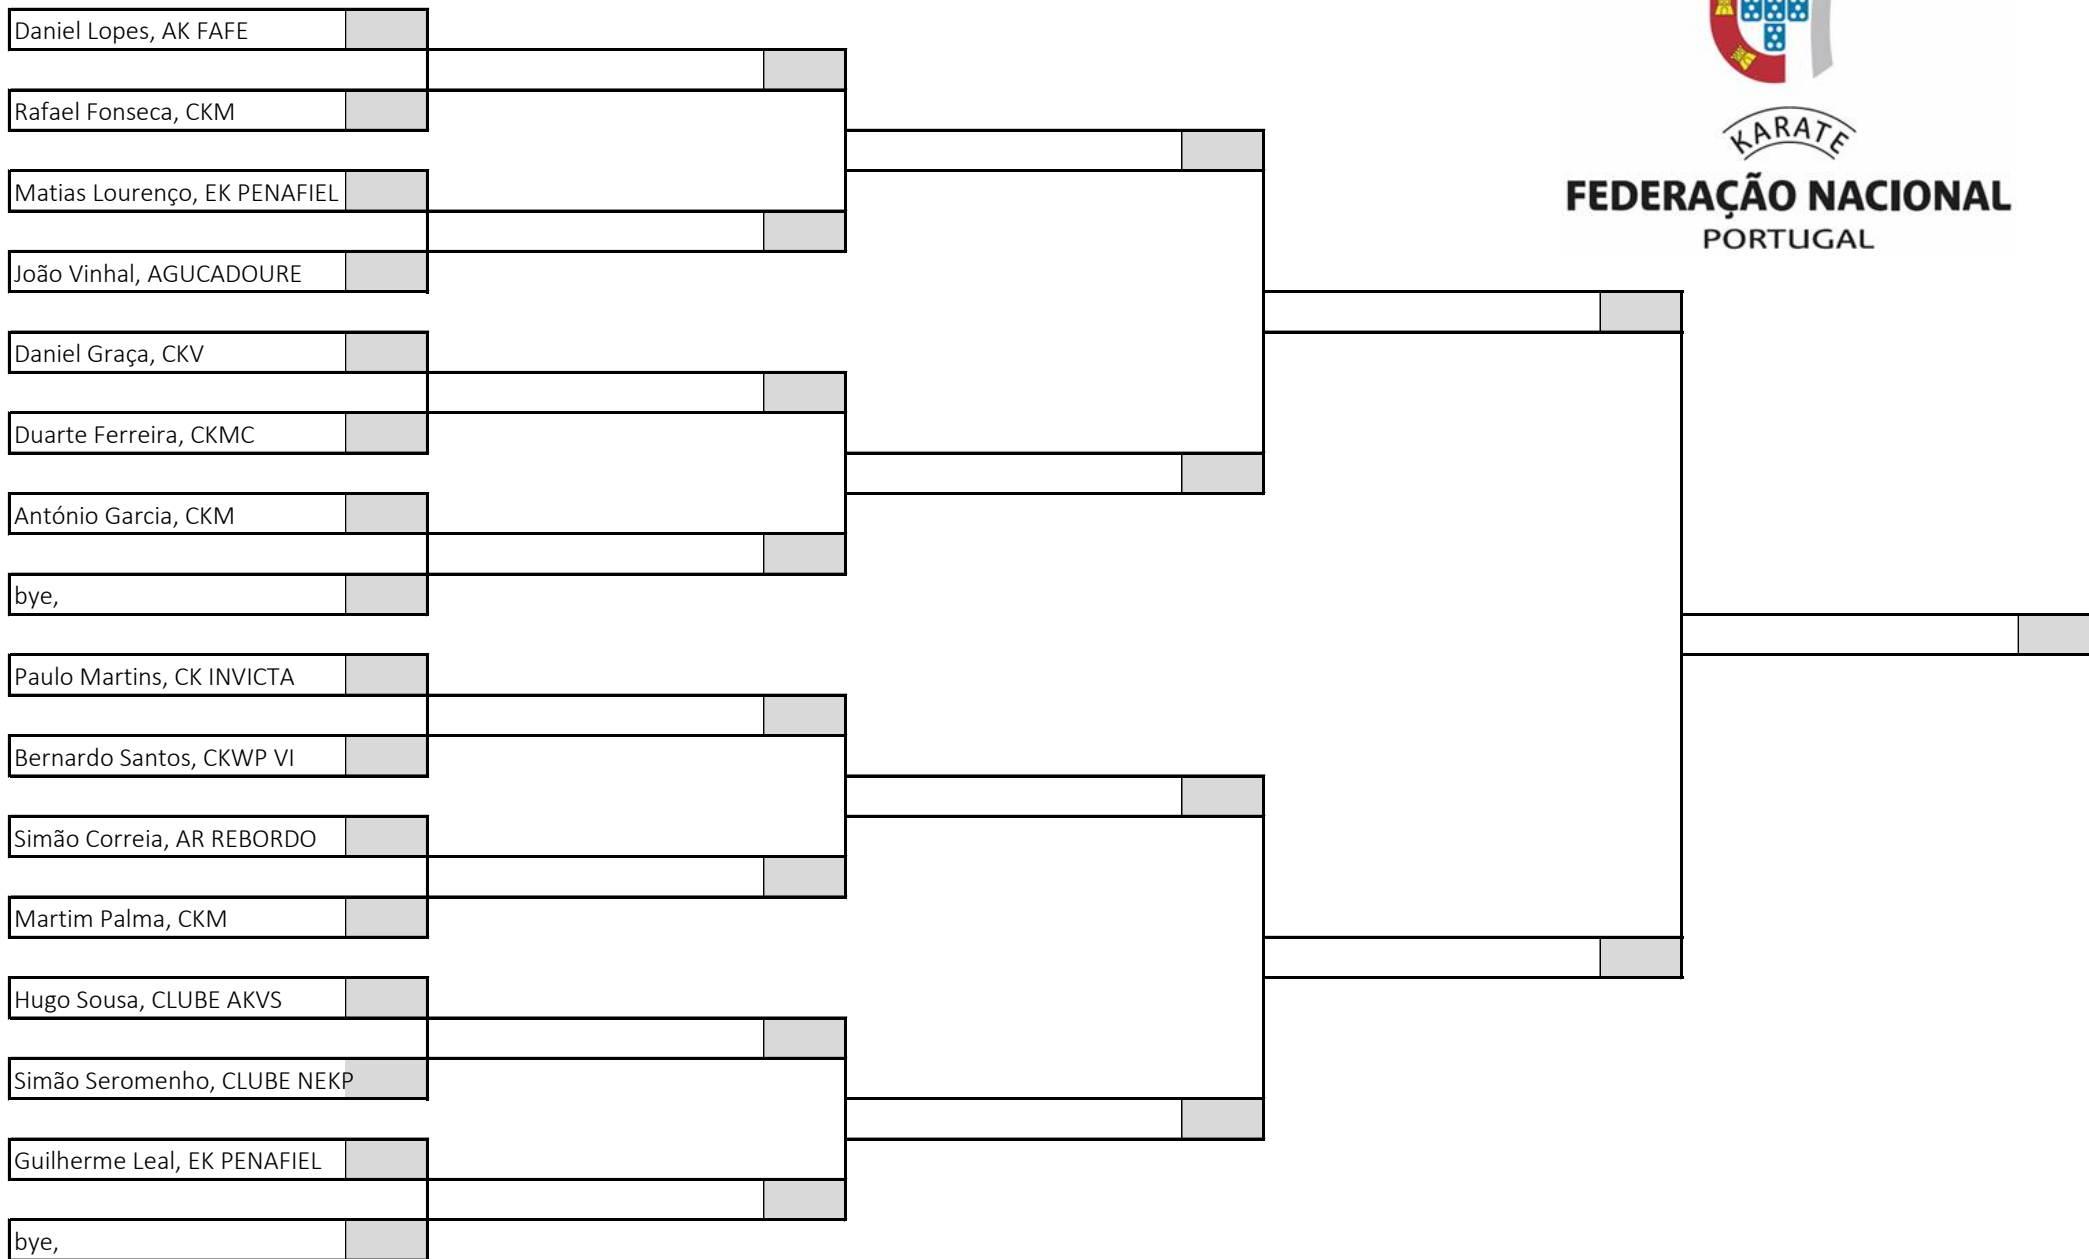 Daniel Lopes, AK FAFE
Rafael Fonseca, CKM
Matias Lourenço, EK PENAFIEL
João Vinhal, AGUCADOURE
Daniel Graça, CKV
Duarte Ferreira, CKMC
António Garcia, CKM
bye,
Paulo Martins, CK INVICTA
Bernardo Santos, CKWP VI
Simão Correia, AR REBORDO
Martim Palma, CKM
Hugo Sousa, CLUBE AKVS
Simão Seromenho, CLUBE NEKP
Guilherme Leal, EK PENAFIEL
bye,
KARATE
FEDERAÇÃO NACIONAL
PORTUGAL